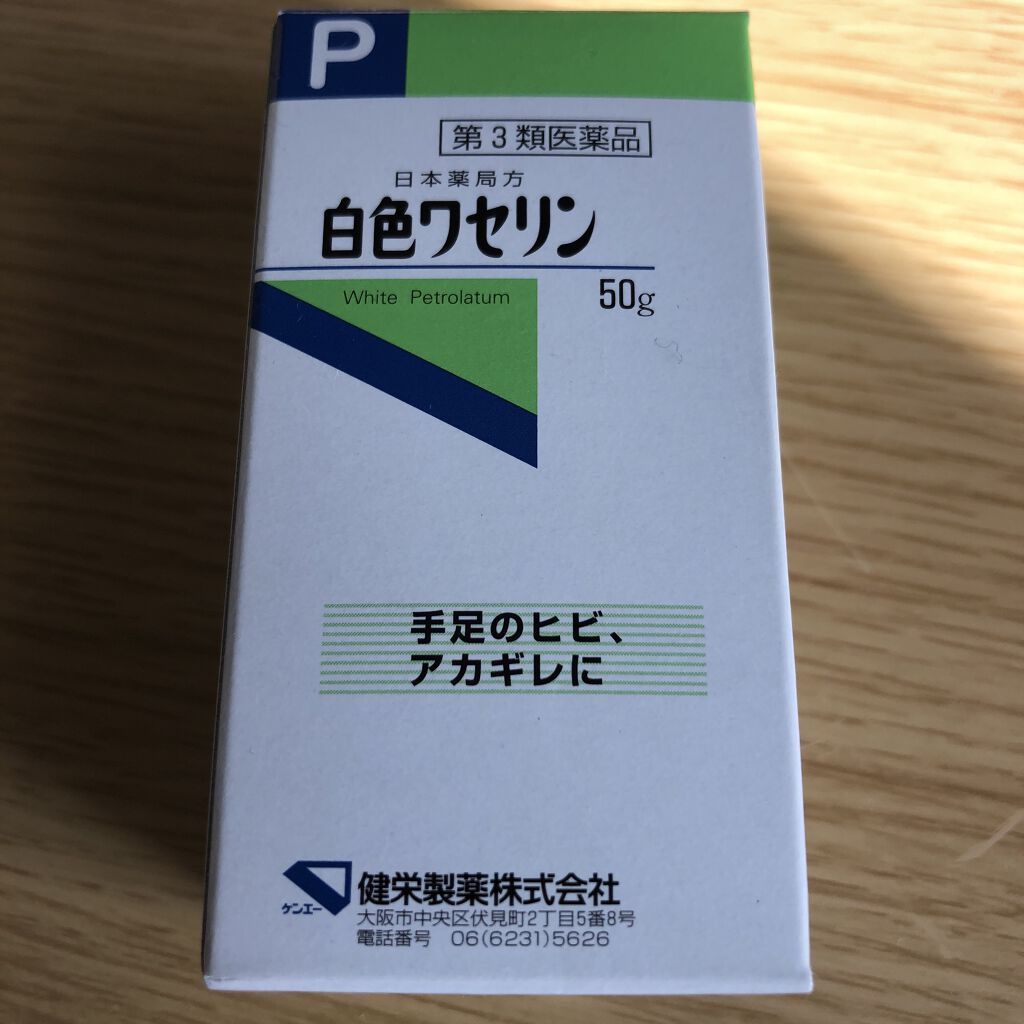 P
第3類医薬品
日本薬局方
白色ワセリン
White Petrolatum
50g
手足のヒビ、
アカギレに
ケンエー
健栄製薬株式会社
大阪市中央区伏見町2丁目5番8号
電話番号 06(6231)5626